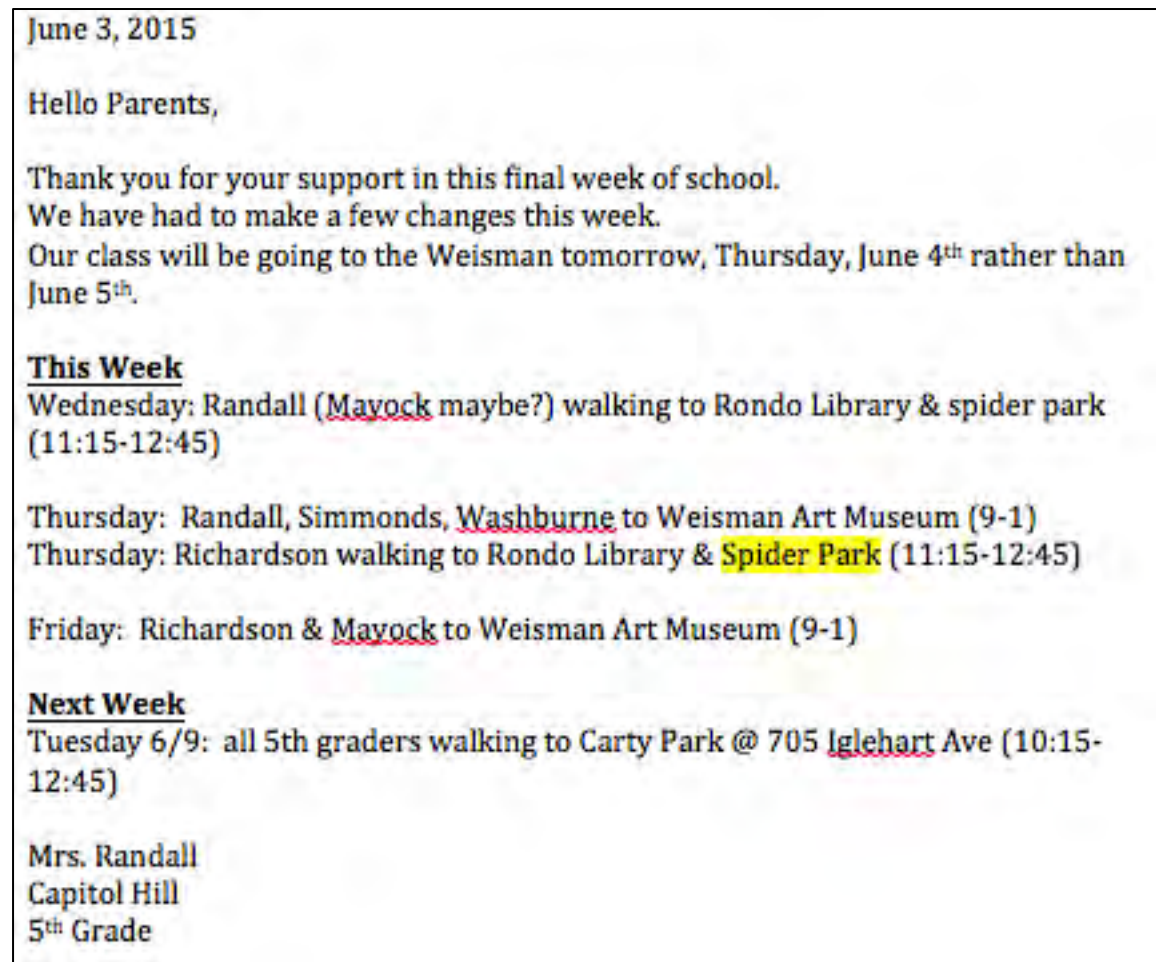 June 3, 2015
Hello Parents,
Thank you for your support in this final week of school.
We have had to make a few changes this week.
Our class will be going to the Weisman tomorrow, Thursday, June 4th rather than
June 5th.
This Week
Wednesday: Randall (Mayock maybe?) walking to Rondo Library & spider park
(11:15-12:45)
Thursday:  Randall, Simmonds, Washburne to Weisman Art Museum (9-1)
Thursday: Richardson walking to Rondo Library & Spider Park (11:15-12:45)
Friday:  Richardson & Mayock to Weisman Art Museum (9-1)
Next Week
Tuesday 6/9:  all 5th graders walking to Carty Park @ 705 Iglehart Ave (10:15-
12:45)
Mrs. Randall
Capitol Hill
5th Grade